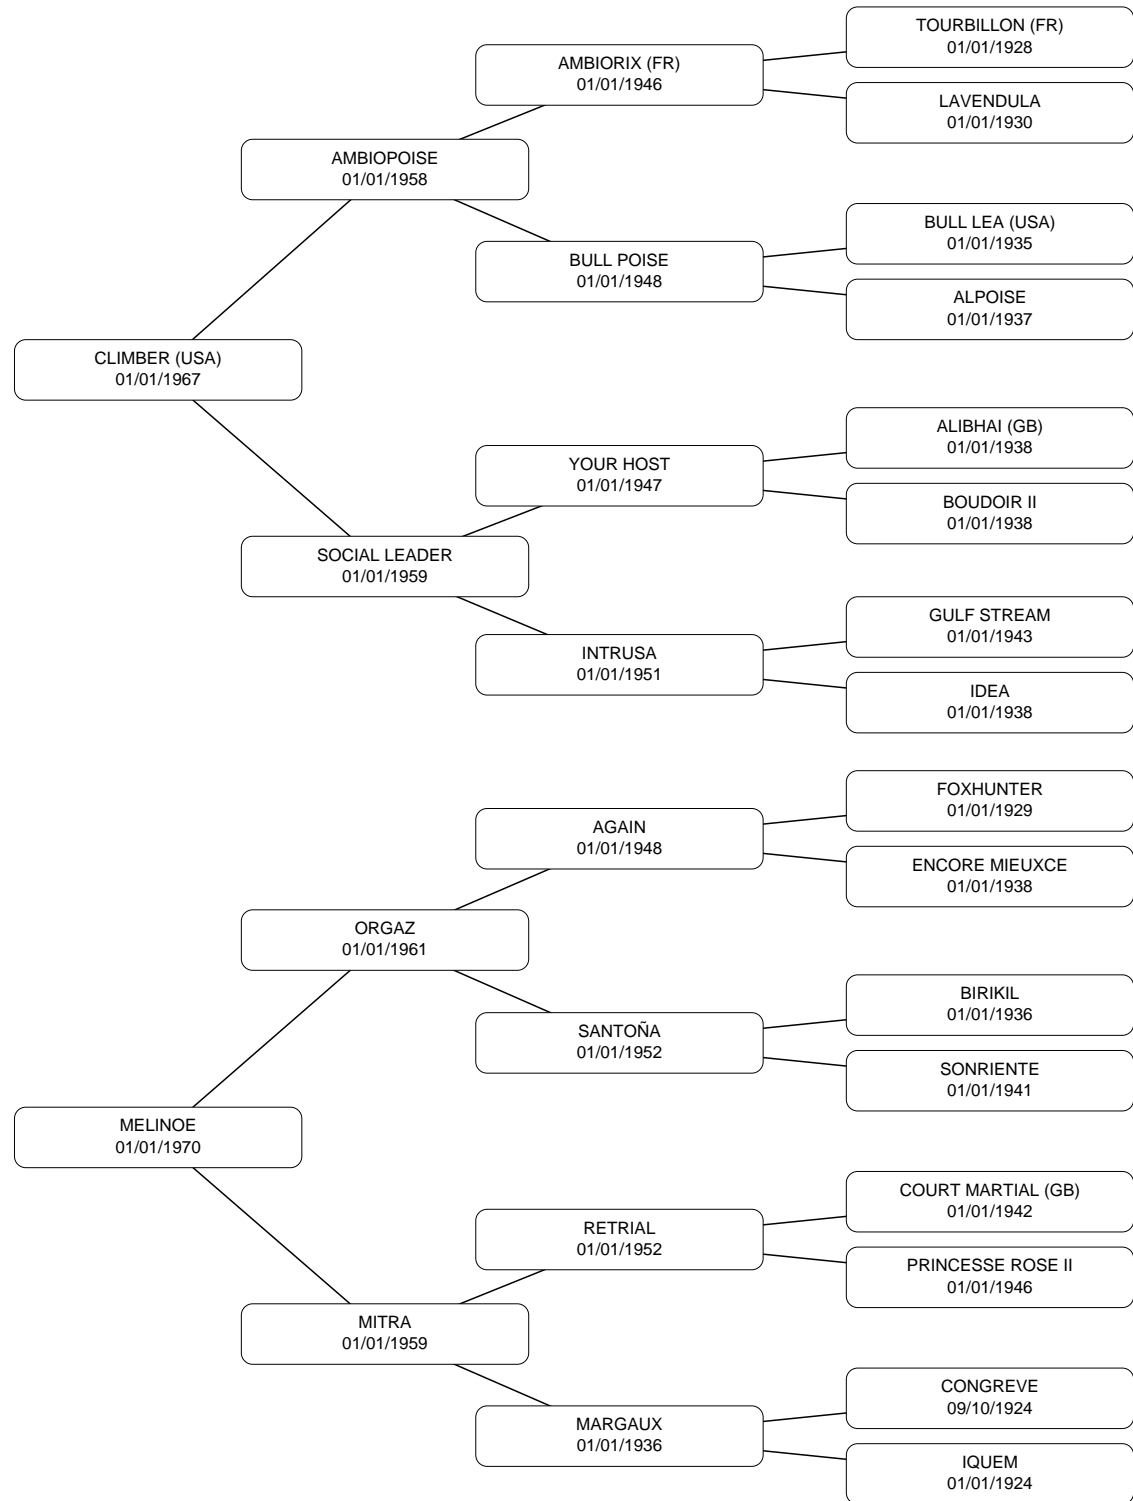 TOURBILLON (FR)
01/01/1928
AMBIORIX (FR)
01/01/1946
LAVENDULA
01/01/1930
AMBIOPOISE
01/01/1958
BULL LEA (USA)
01/01/1935
BULL POISE
01/01/1948
ALPOISE
01/01/1937
CLIMBER (USA)
01/01/1967
ALIBHAI (GB)
01/01/1938
YOUR HOST
01/01/1947
BOUDOIR II
01/01/1938
SOCIAL LEADER
01/01/1959
GULF STREAM
01/01/1943
INTRUSA
01/01/1951
IDEA
01/01/1938
FOXHUNTER
01/01/1929
AGAIN
01/01/1948
ENCORE MIEUXCE
01/01/1938
ORGAZ
01/01/1961
BIRIKIL
01/01/1936
SANTOÑA
01/01/1952
SONRIENTE
01/01/1941
MELINOE
01/01/1970
COURT MARTIAL (GB)
01/01/1942
RETRIAL
01/01/1952
PRINCESSE ROSE II
01/01/1946
MITRA
01/01/1959
CONGREVE
09/10/1924
MARGAUX
01/01/1936
IQUEM
01/01/1924